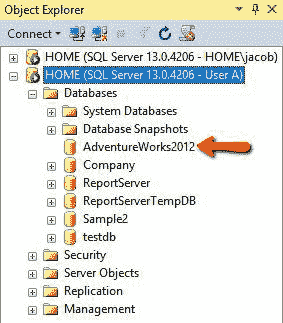 Object Explorer
Connect
HOME (SQL Server 13.0.4206 - HOME\jacob)
HOME (SQL Server 13.0.4206 - User A)
Databases
System Databases
Database Snapshots
AdventureWorks2012
Company
ReportServer
ReportServerTempDB
Sample2
testdb
Security
Server Objects
Replication
Management